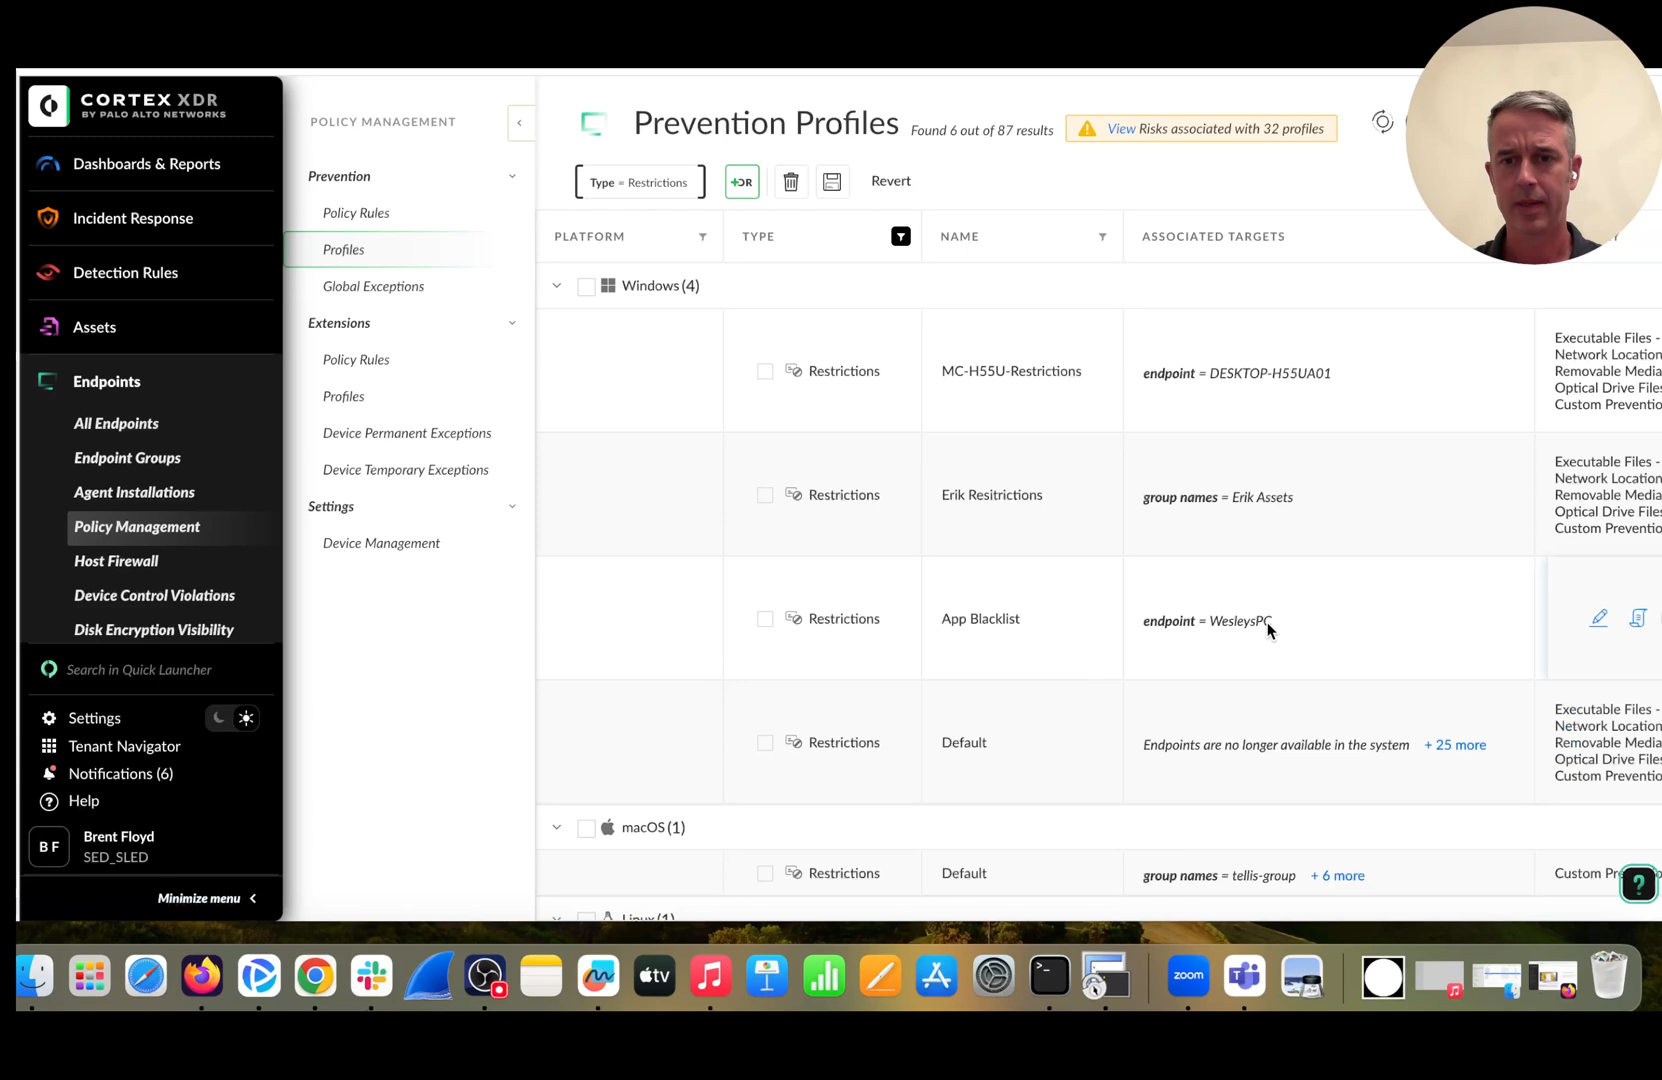 CORTEX XDR
BY PALO ALTO NETWORKS
Dashboards & Reports
Incident Response
Detection Rules
Assets
Endpoints
All Endpoints
Endpoint Groups
Agent Installations
Policy Management
Host Firewall
Device Control Violations
Disk Encryption Visibility
Search in Quick Launcher
Settings
Tenant Navigator
Notifications (6)
Help
B F
Brent Floyd
SED_SLED
Minimize menu
POLICY MANAGEMENT
Prevention
Policy Rules
Profiles
Global Exceptions
Extensions
Policy Rules
Profiles
Device Permanent Exceptions
Device Temporary Exceptions
Settings
Device Management
Prevention Profiles Found 6 out of 87 results View Risks associated with 32 profiles
Type = Restrictions +OR Revert
PLATFORM TYPE NAME ASSOCIATED TARGETS
Windows (4)
Restrictions MC-H55U-Restrictions endpoint = DESKTOP-H55UA01
Executable Files -
Network Location
Removable Media
Optical Drive Files
Custom Preventio
Restrictions Erik Resitrictions group names = Erik Assets
Executable Files -
Network Location
Removable Media
Optical Drive Files
Custom Preventio
Restrictions App Blacklist endpoint = WesleysPC
Restrictions Default Endpoints are no longer available in the system + 25 more
Executable Files -
Network Location
Removable Media
Optical Drive Files
Custom Preventio
macOS (1)
Restrictions Default group names = tellis-group + 6 more Custom Pre
?
Linux (1)
tv
zoom